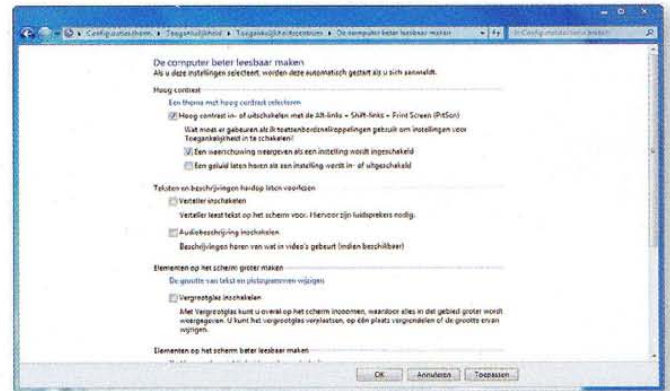 Configuratiescherm ▸ Toegankelijkheid ▸ Toegankelijkheidscentrum ▸ De computer beter leesbaar maken
De computer beter leesbaar maken
Als u deze instellingen selecteert, worden deze automatisch gestart als u zich aanmeldt.
Hoog contrast
Een thema met hoog contrast selecteren
Hoog contrast in- of uitschakelen met de Alt-links + Shift-links + Print Screen (PrtScn)
Wat moet er gebeuren als ik toetsenbordsnelkoppelingen gebruik om instellingen voor
Toegankelijkheid in te schakelen?
Een waarschuwing weergeven als een instelling wordt ingeschakeld
Een geluid laten horen als een instelling wordt in- of uitgeschakeld
Teksten en beschrijvingen hardop laten voorlezen
Verteller inschakelen
Verteller leest tekst op het scherm voor. Hiervoor zijn luidsprekers nodig.
Audiobeschrijving inschakelen
Beschrijvingen horen van wat in video's gebeurt (indien beschikbaar)
Elementen op het scherm groter maken
De grootte van tekst en pictogrammen wijzigen
Vergrootglas inschakelen
Met Vergrootglas kunt u overal op het scherm inzoomen, waardoor alles in dat gebied groter wordt
weergegeven. U kunt het vergrootglas verplaatsen, op één plaats vergrendelen of de grootte ervan
wijzigen.
Elementen op het scherm beter leesbaar maken
OK
Annuleren
Toepassen